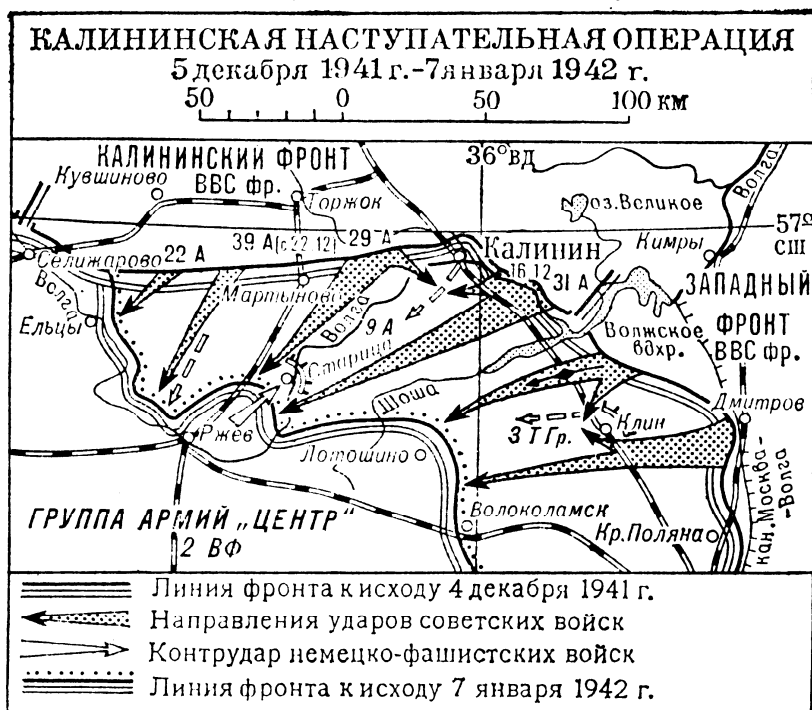 КАЛИНИНСКАЯ НАСТУПАТЕЛЬНАЯ ОПЕРАЦИЯ
5 декабря 1941 г.-7 января 1942 г.
50 0 50 100 км
КАЛИНИНСКИЙ ФРОНТ
ВВС фр.
36° вд
Волга
Кувшиново
Торжок
оз. Великое
57°
СШ
39 А (с 22.12)
29 А
22 А
Селижарово
Калинин
16.12
31 А
Кимры
ЗАПАДНЫЙ
ФРОНТ
ВВС фр.
Мартыново
Волга
Ельцы
Волга
9 А
Старица
Волжское
вдхр.
Шоша
Дмитров
3 ТГр.
Клин
Ржев
Лотошино
ГРУППА АРМИЙ „ЦЕНТР"
2 ВФ
Волоколамск
Кр. Поляна
кан. Москва-
Волга
Линия фронта к исходу 4 декабря 1941 г.
Направления ударов советских войск
Контрудар немецко-фашистских войск
Линия фронта к исходу 7 января 1942 г.